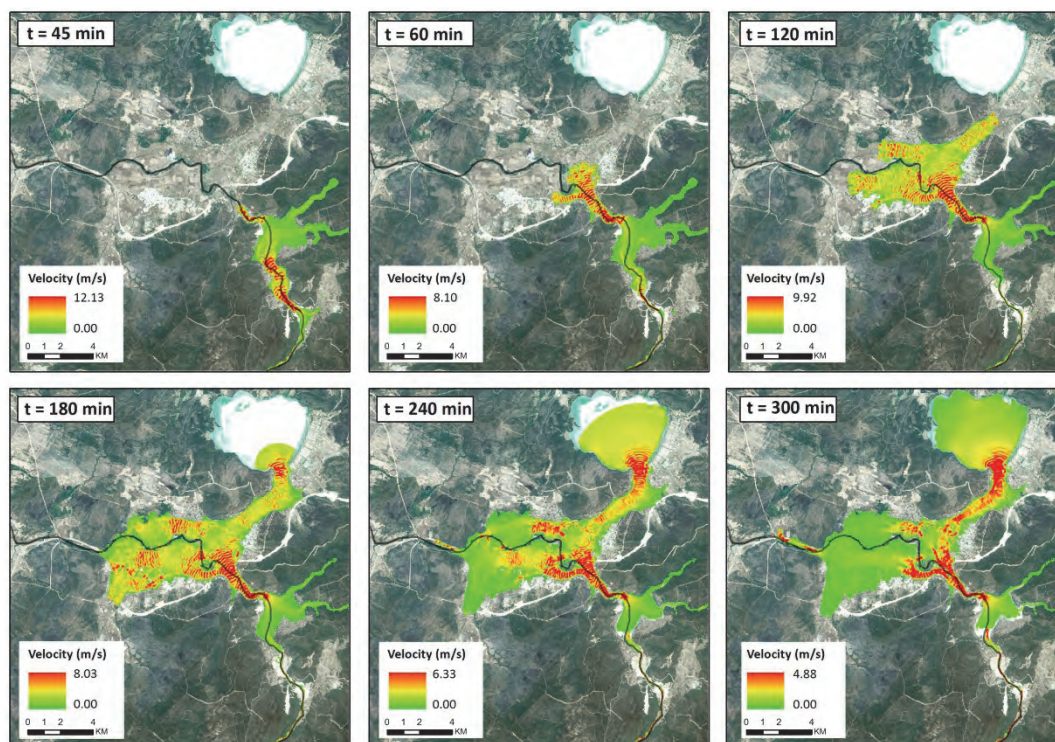 t = 45 min
Velocity (m/s)
12.13
0.00
0 1 2 4
KM
t = 60 min
Velocity (m/s)
8.10
0.00
0 1 2 4
KM
t = 120 min
Velocity (m/s)
9.92
0.00
0 1 2 4
KM
t = 180 min
Velocity (m/s)
8.03
0.00
0 1 2 4
KM
t = 240 min
Velocity (m/s)
6.33
0.00
0 1 2 4
KM
t = 300 min
Velocity (m/s)
4.88
0.00
0 1 2 4
KM